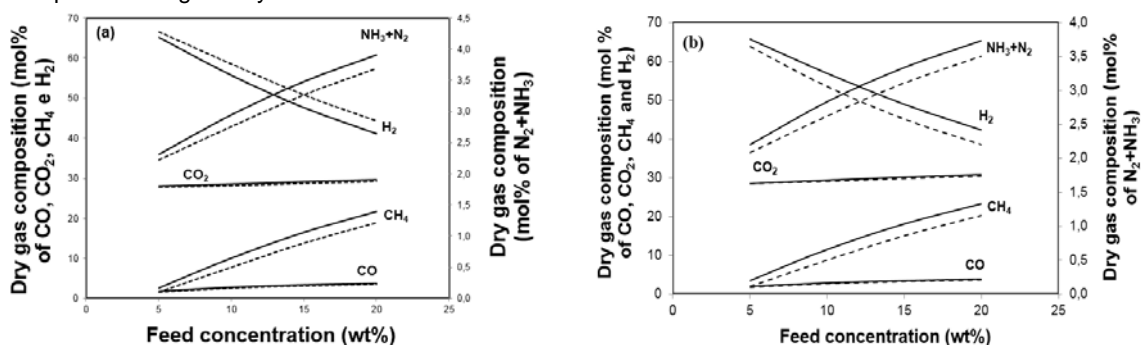 (a)
Dry gas composition (mol%
of CO, CO₂, CH₄ e H₂)
70
60
50
40
30
20
10
0
NH₃+N₂
H₂
CO₂
CH₄
CO
4,5
4,0
3,5
3,0
2,5
2,0
1,5
1,0
0,5
0,0
Dry gas composition
(mol% of N₂+NH₃)
0 5 10 15 20 25
Feed concentration (wt%)
(b)
Dry gas composition (mol %
of CO, CO₂, CH₄ and H₂)
70
60
50
40
30
20
10
0
NH₃+N₂
H₂
CO₂
CH₄
CO
4,0
3,5
3,0
2,5
2,0
1,5
1,0
0,5
0,0
Dry gas composition (mol%
of N₂+NH₃)
0 5 10 15 20 25
Feed concentration (wt%)